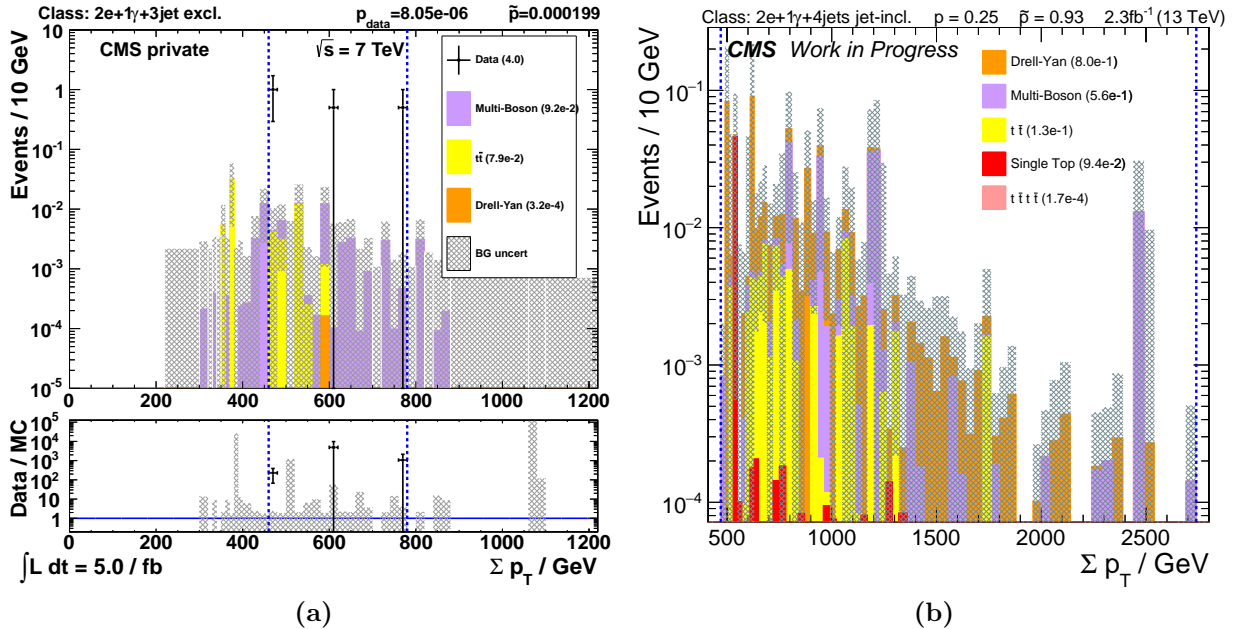 Class: 2e+1γ+3jet excl. p_data=8.05e-06 p̃=0.000199
CMS private √s = 7 TeV
Data (4.0)
Multi-Boson (9.2e-2)
tt̄ (7.9e-2)
Drell-Yan (3.2e-4)
BG uncert
Events / 10 GeV
10^3
10^2
10
1
10^-1
10^-2
10^-3
10^-4
10^-5
0 200 400 600 800 1000 1200
Data / MC
10^5
10^4
10^3
10^2
10
1
0 200 400 600 800 1000 1200
∫L dt = 5.0 / fb Σ p_T / GeV
(a)
Class: 2e+1γ+4jets jet-incl. p = 0.25 p̃ = 0.93 2.3fb^-1 (13 TeV)
CMS Work in Progress
Drell-Yan (8.0e-1)
Multi-Boson (5.6e-1)
t t̄ (1.3e-1)
Single Top (9.4e-2)
t t̄ t t̄ (1.7e-4)
Events / 10 GeV
10^-1
10^-2
10^-3
10^-4
500 1000 1500 2000 2500
Σ p_T / GeV
(b)